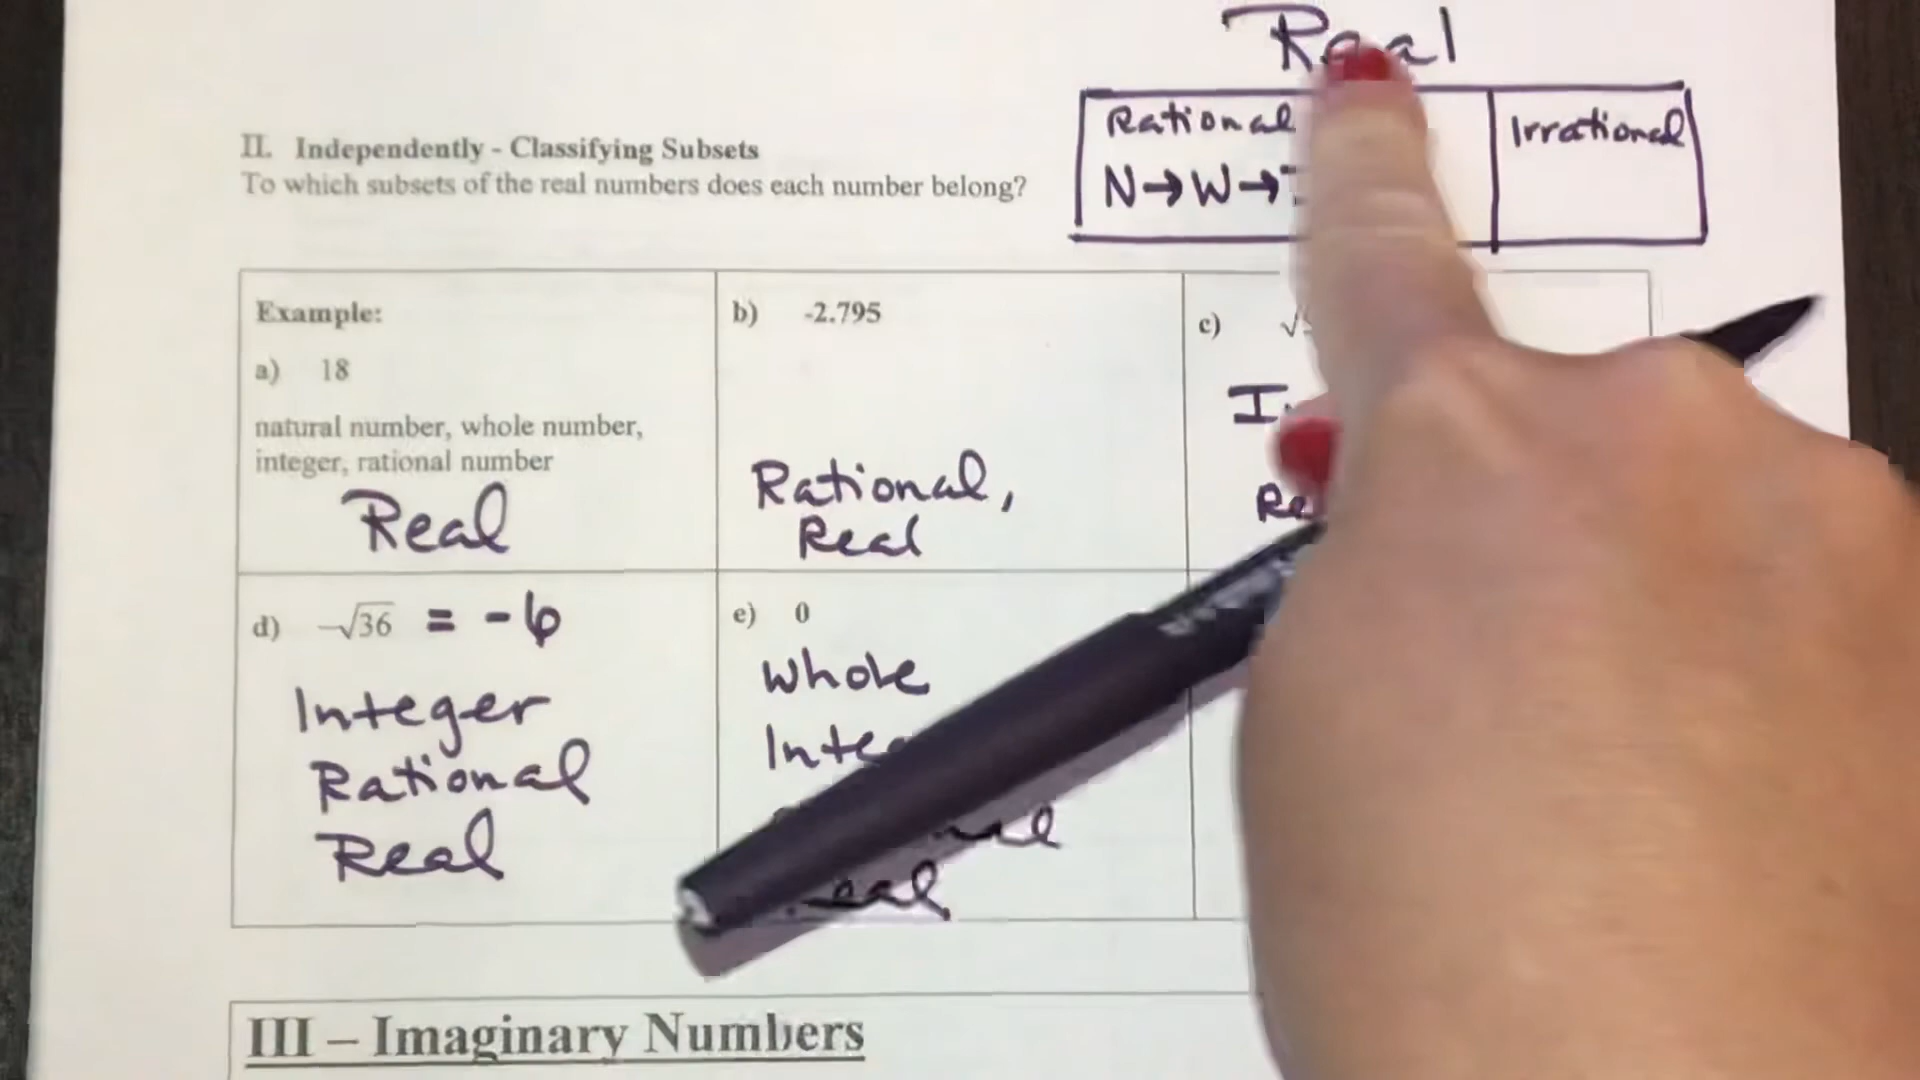 Real
Rational
Irrational
N→W→
II. Independently - Classifying Subsets
To which subsets of the real numbers does each number belong?
Example:
a) 18
natural number, whole number,
integer, rational number
Real
b) -2.795
Rational,
Real
c) √
d) -√36 = -6
Integer
Rational
Real
e) 0
Whole
III – Imaginary Numbers